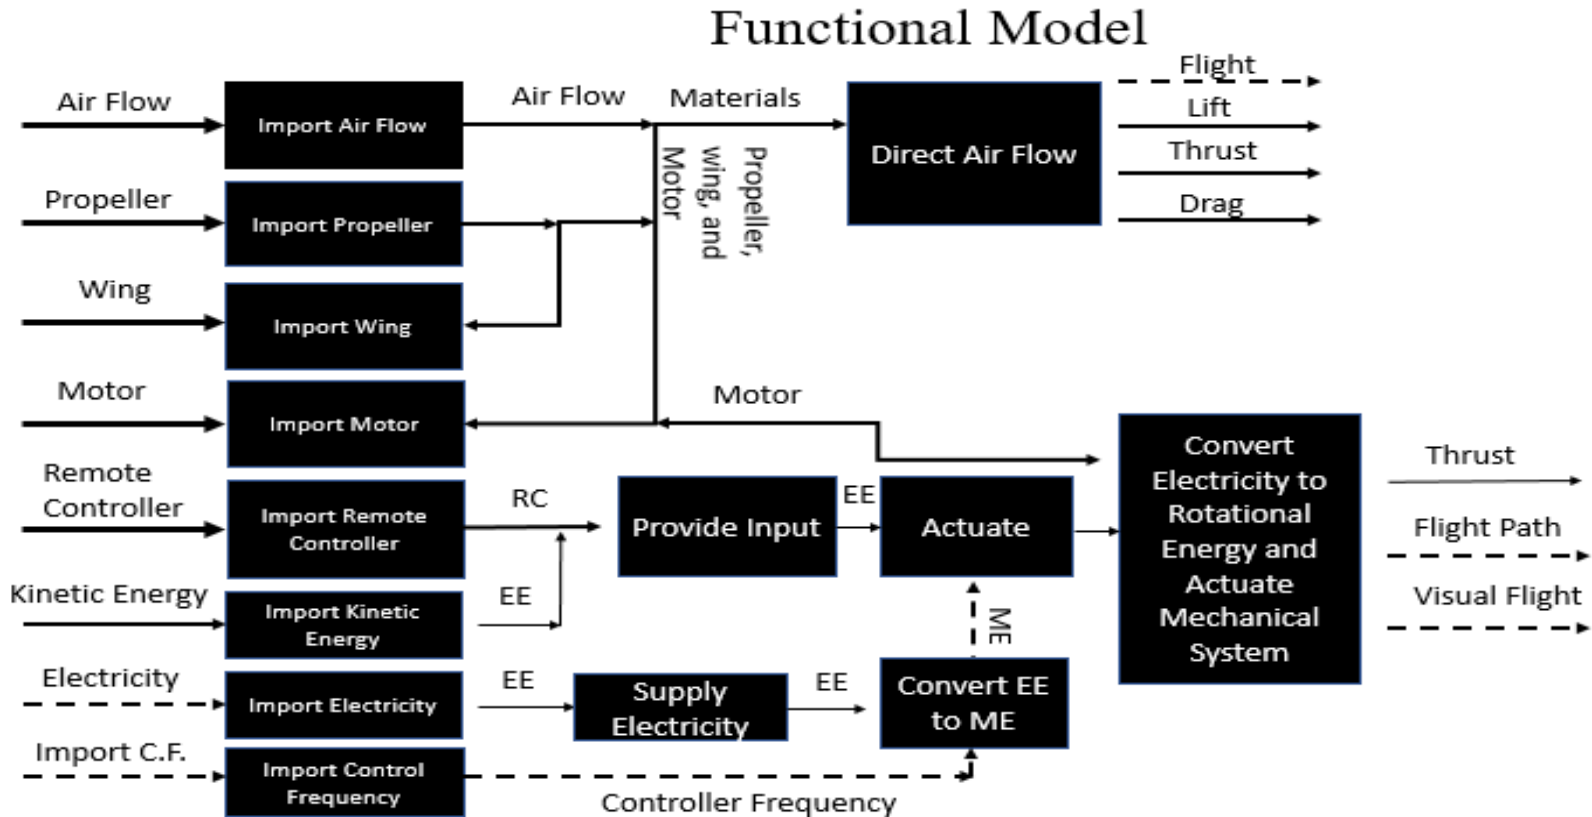 Functional Model
Air Flow
Import Air Flow
Air Flow
Materials
Direct Air Flow
Flight
Lift
Thrust
Drag
Propeller
Import Propeller
Propeller,
wing, and
Motor
Wing
Import Wing
Motor
Import Motor
Motor
Remote
Controller
Import Remote
Controller
RC
Provide Input
EE
Actuate
Convert
Electricity to
Rotational
Energy and
Actuate
Mechanical
System
Thrust
Flight Path
Visual Flight
Kinetic Energy
Import Kinetic
Energy
EE
ME
Electricity
Import Electricity
EE
Supply
Electricity
EE
Convert EE
to ME
Import C.F.
Import Control
Frequency
Controller Frequency